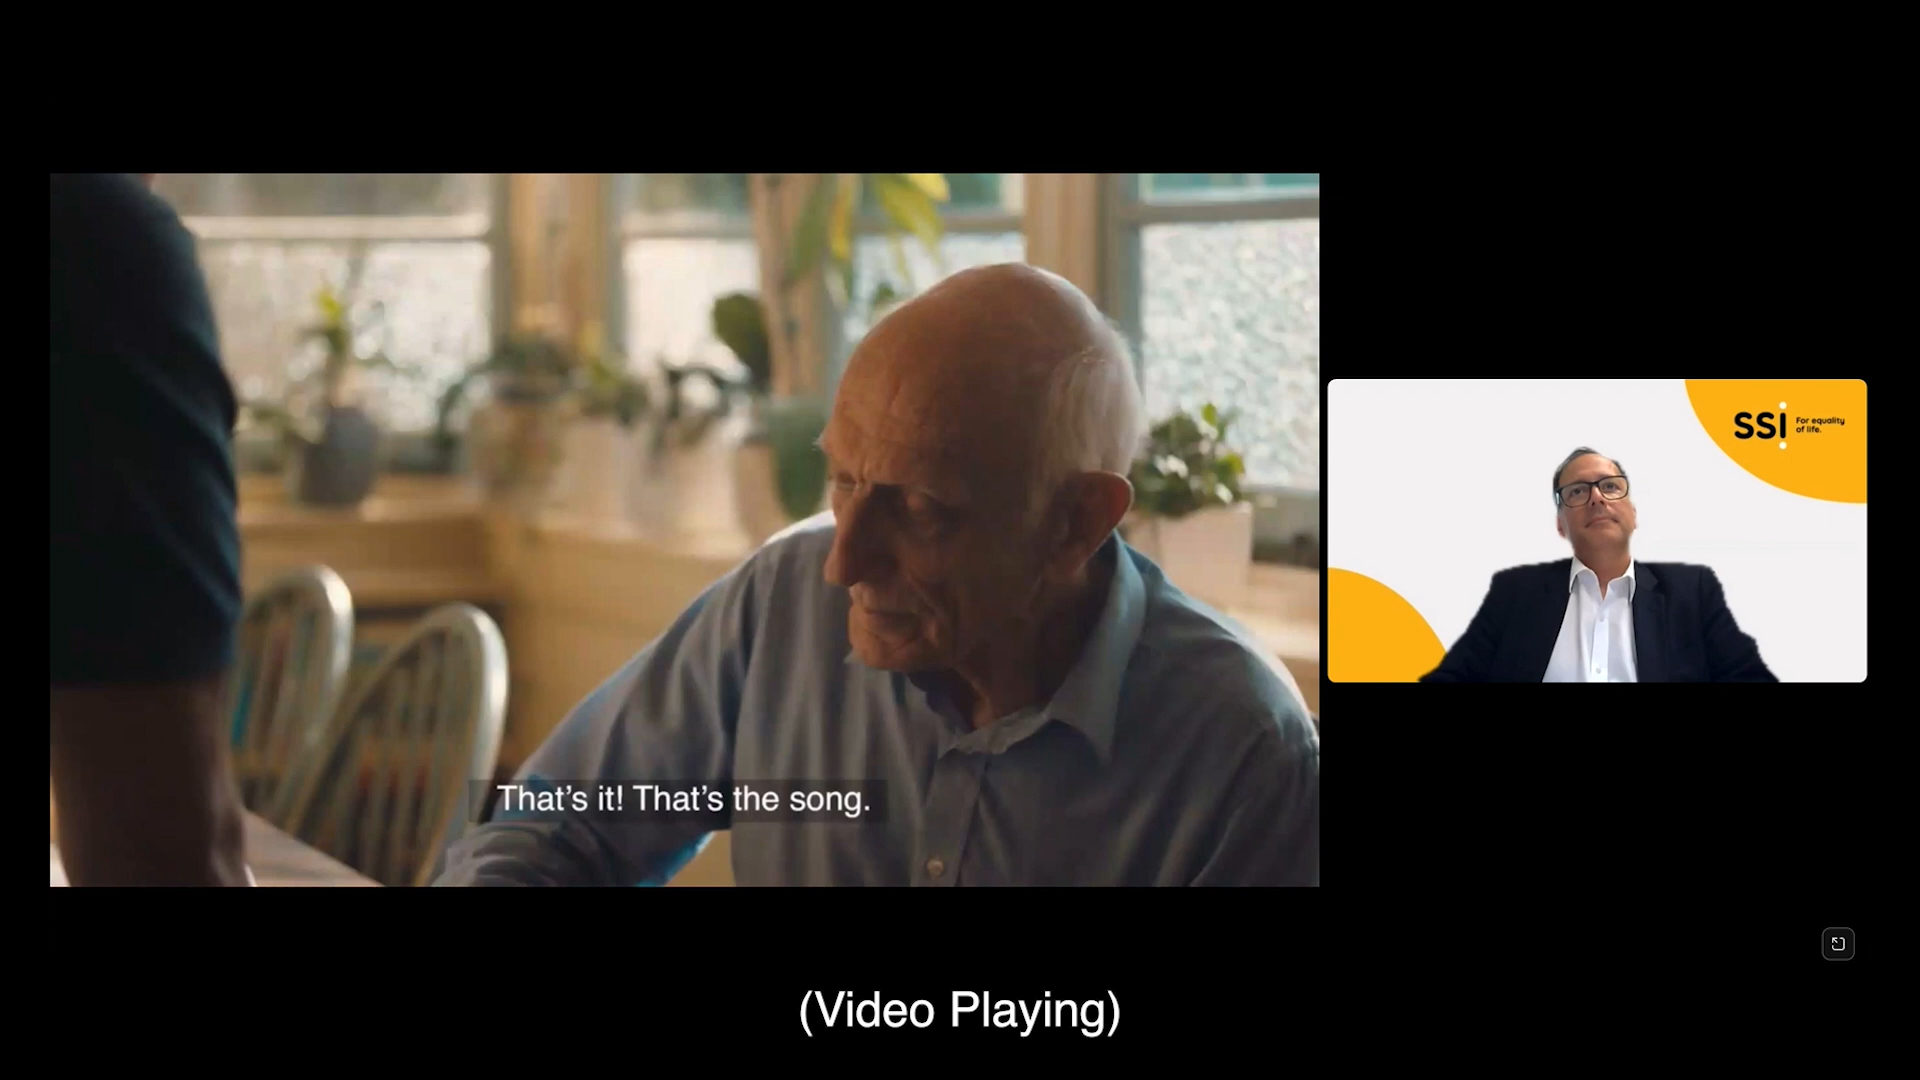 That's it! That's the song.
SSi
For equality
of life.
(Video Playing)